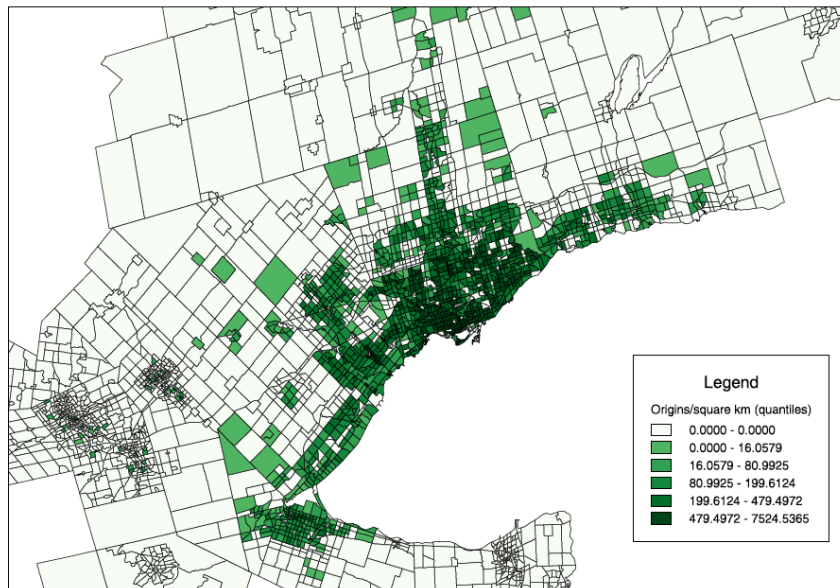 Legend
Origins/square km (quantiles)
0.0000 - 0.0000
0.0000 - 16.0579
16.0579 - 80.9925
80.9925 - 199.6124
199.6124 - 479.4972
479.4972 - 7524.5365